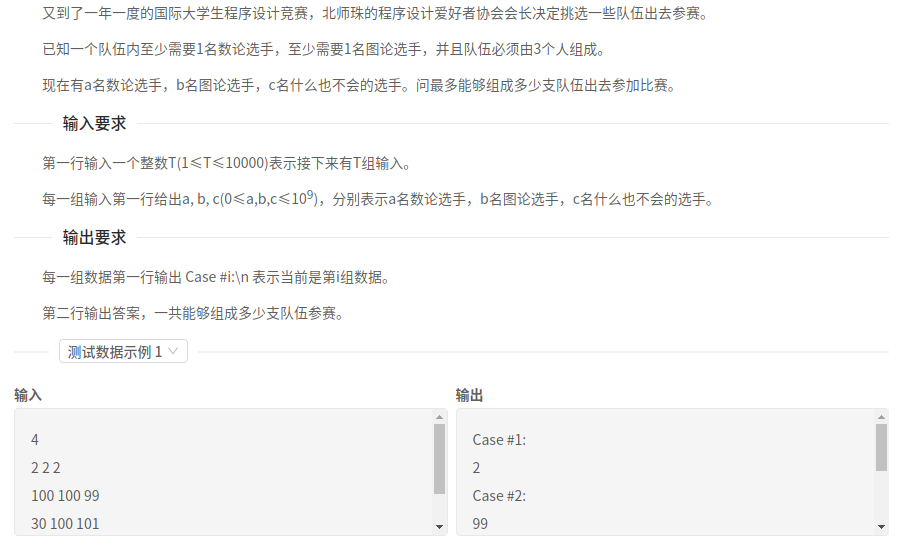 又到了一年一度的国际大学生程序设计竞赛，北师珠的程序设计爱好者协会会长决定挑选一些队伍出去参赛。
已知一个队伍内至少需要1名数论选手，至少需要1名图论选手，并且队伍必须由3个人组成。
现在有a名数论选手，b名图论选手，c名什么也不会的选手。问最多能够组成多少支队伍出去参加比赛。
输入要求
第一行输入一个整数T(1≤T≤10000)表示接下来有T组输入。
每一组输入第一行给出a, b, c(0≤a,b,c≤10⁹)，分别表示a名数论选手，b名图论选手，c名什么也不会的选手。
输出要求
每一组数据第一行输出 Case #i:\n 表示当前是第i组数据。
第二行输出答案，一共能够组成多少支队伍参赛。
测试数据示例 1
输入
4
2 2 2
100 100 99
30 100 101
输出
Case #1:
2
Case #2:
99